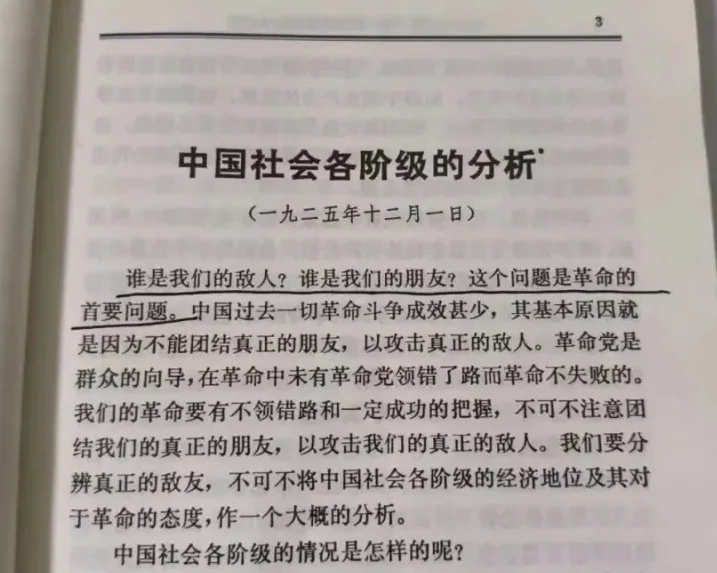 3
中国社会各阶级的分析*
（一九二五年十二月一日）
谁是我们的敌人？谁是我们的朋友？这个问题是革命的
首要问题。中国过去一切革命斗争成效甚少，其基本原因就
是因为不能团结真正的朋友，以攻击真正的敌人。革命党是
群众的向导，在革命中未有革命党领错了路而革命不失败的。
我们的革命要有不领错路和一定成功的把握，不可不注意团
结我们的真正的朋友，以攻击我们的真正的敌人。我们要分
辨真正的敌友，不可不将中国社会各阶级的经济地位及其对
于革命的态度，作一个大概的分析。
中国社会各阶级的情况是怎样的呢？